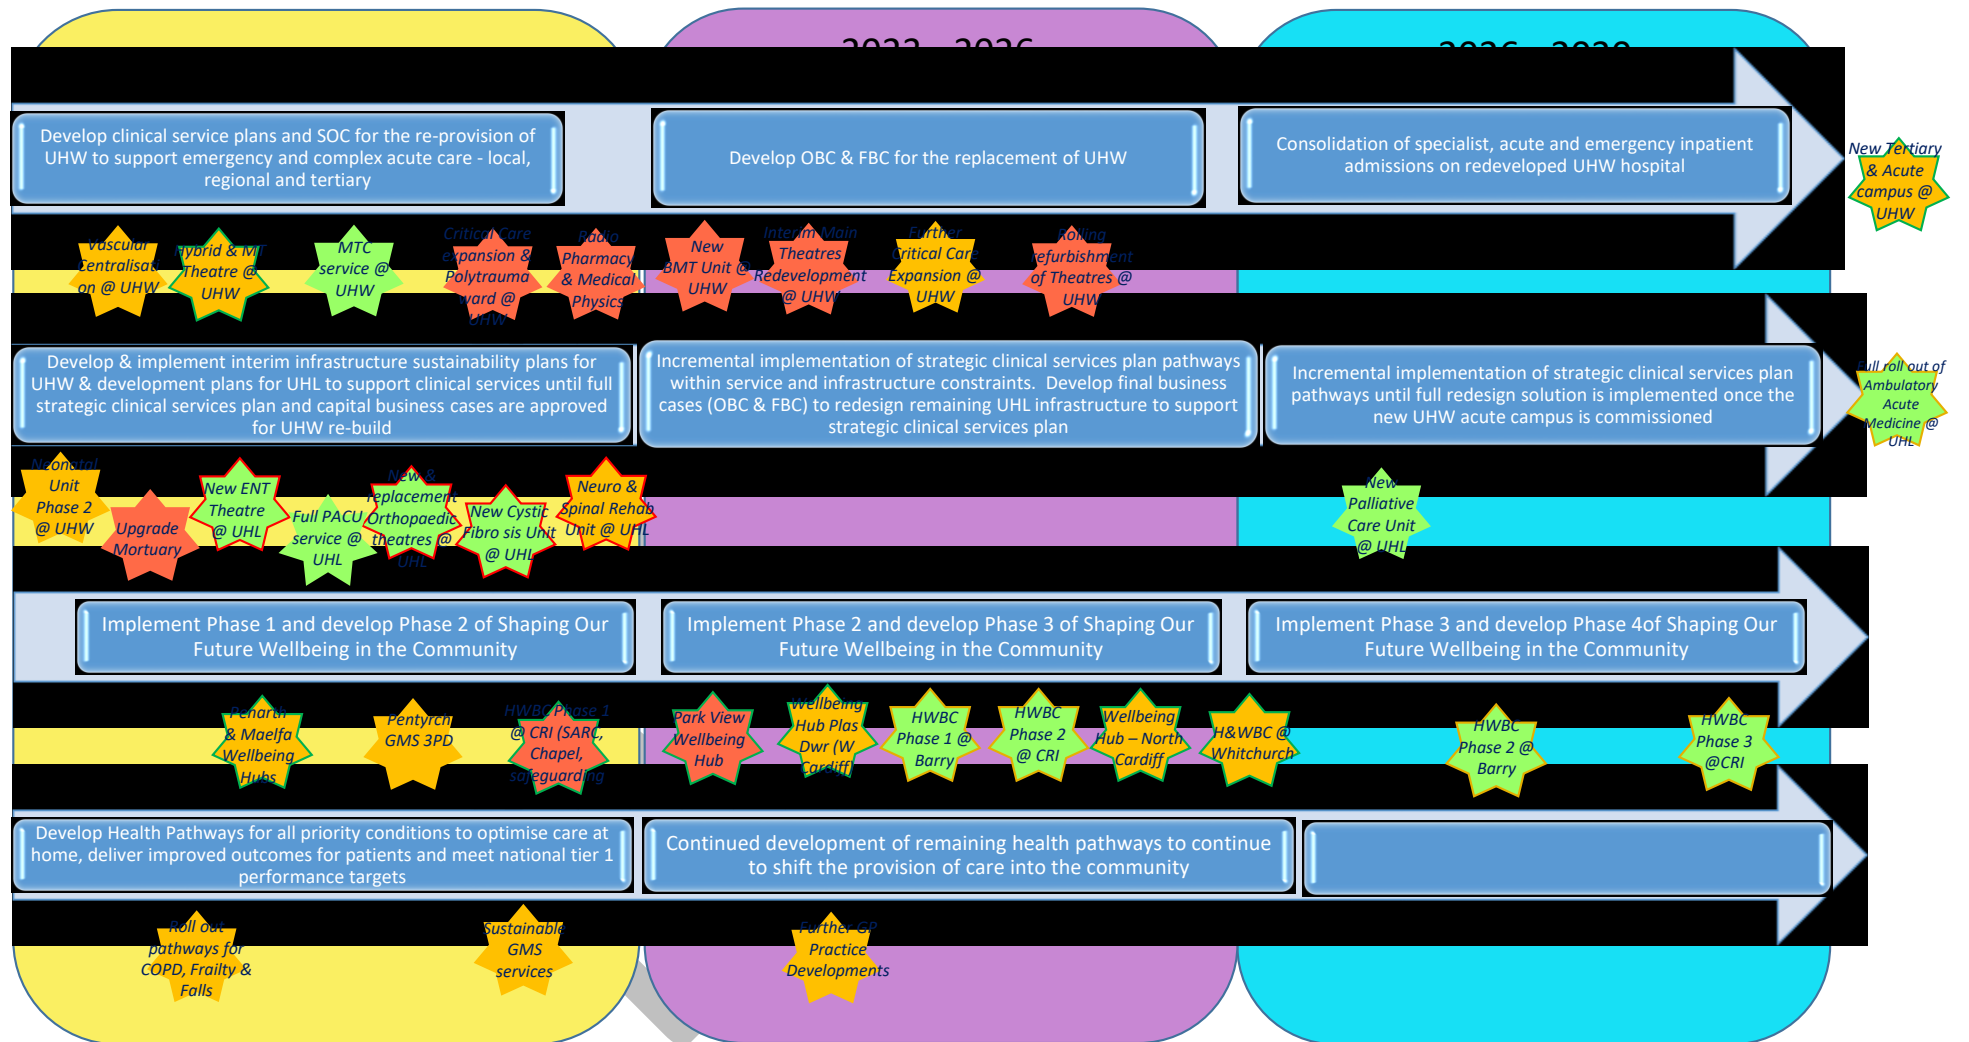 Develop clinical service plans and SOC for the re-provision of
UHW to support emergency and complex acute care - local,
regional and tertiary
Develop OBC & FBC for the replacement of UHW
Consolidation of specialist, acute and emergency inpatient
admissions on redeveloped UHW hospital
New Tertiary
& Acute
campus @
UHW
Vascular
Centralisati
on @ UHW
Hybrid & MT
Theatre @
UHW
MTC
service @
UHW
Critical Care
expansion &
Polytrauma
ward @
UHW
Radio
Pharmacy
& Medical
Physics
New
BMT Unit @
UHW
Interim Main
Theatres
Redevelopment
@ UHW
Further
Critical Care
Expansion @
UHW
Rolling
refurbishment
of Theatres @
UHW
Develop & implement interim infrastructure sustainability plans for
UHW & development plans for UHL to support clinical services until full
strategic clinical services plan and capital business cases are approved
for UHW re-build
Incremental implementation of strategic clinical services plan pathways
within service and infrastructure constraints. Develop final business
cases (OBC & FBC) to redesign remaining UHL infrastructure to support
strategic clinical services plan
Incremental implementation of strategic clinical services plan
pathways until full redesign solution is implemented once the
new UHW acute campus is commissioned
Full roll out of
Ambulatory
Acute
Medicine @
UHL
Neonatal
Unit
Phase 2
@ UHW
Upgrade
Mortuary
New ENT
Theatre
@ UHL
Full PACU
service @
UHL
New &
replacement
Orthopaedic
theatres @
UHL
New Cystic
Fibro sis Unit
@ UHL
Neuro &
Spinal Rehab
Unit @ UHL
New
Palliative
Care Unit
@ UHL
Implement Phase 1 and develop Phase 2 of Shaping Our
Future Wellbeing in the Community
Implement Phase 2 and develop Phase 3 of Shaping Our
Future Wellbeing in the Community
Implement Phase 3 and develop Phase 4of Shaping Our
Future Wellbeing in the Community
Penarth
& Maelfa
Wellbeing
Hubs
Pentyrch
GMS 3PD
HWBC Phase 1
@ CRI (SARC,
Chapel,
safeguarding
Park View
Wellbeing
Hub
Wellbeing
Hub Plas
Dwr (W
Cardiff)
HWBC
Phase 1 @
Barry
HWBC
Phase 2
@ CRI
Wellbeing
Hub – North
Cardiff
H&WBC @
Whitchurch
HWBC
Phase 2 @
Barry
HWBC
Phase 3
@CRI
Develop Health Pathways for all priority conditions to optimise care at
home, deliver improved outcomes for patients and meet national tier 1
performance targets
Continued development of remaining health pathways to continue
to shift the provision of care into the community
Roll out
pathways for
COPD, Frailty &
Falls
Sustainable
GMS
services
Further GP
Practice
Developments